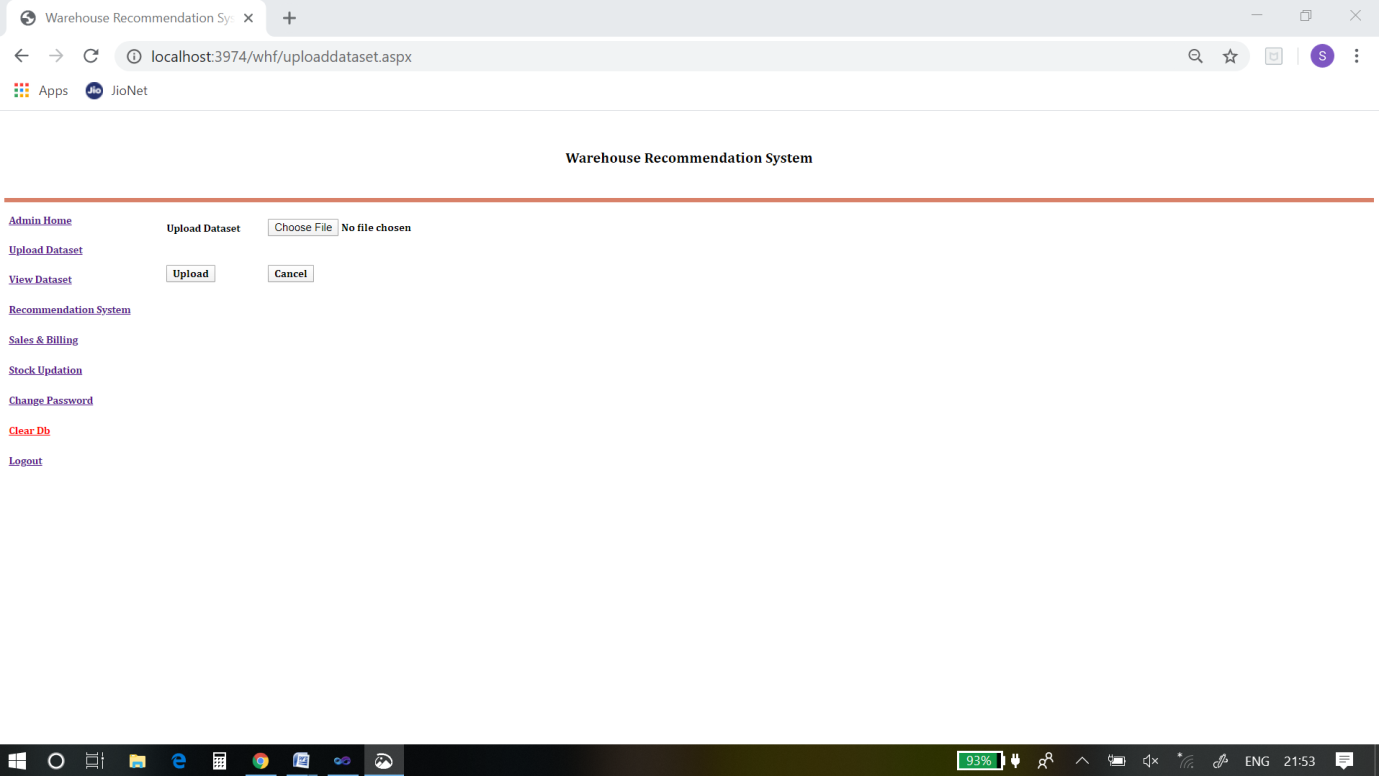 Warehouse Recommendation Sys
localhost:3974/whf/uploaddataset.aspx
S
Apps
Jio
JioNet
Warehouse Recommendation System
Admin Home
Upload Dataset
View Dataset
Recommendation System
Sales & Billing
Stock Updation
Change Password
Clear Db
Logout
Upload Dataset Choose File No file chosen
Upload Cancel
93% ENG 21:53